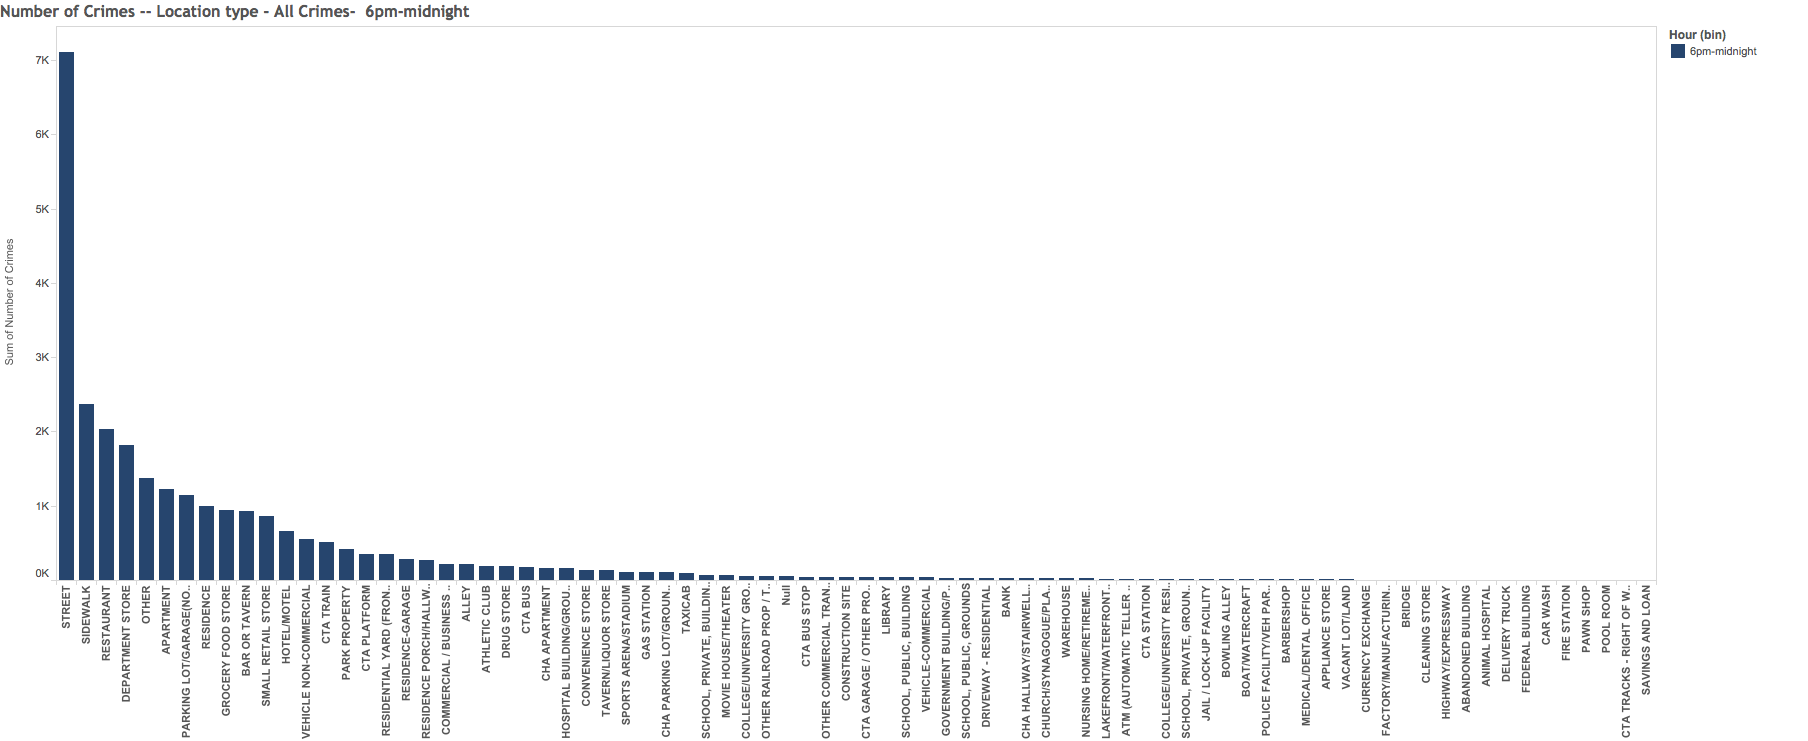 Number of Crimes -- Location type - All Crimes-  6pm-midnight
Hour (bin)
6pm-midnight
7K
6K
5K
4K
3K
2K
1K
0K
Sum of Number of Crimes
STREET
SIDEWALK
RESTAURANT
DEPARTMENT STORE
OTHER
APARTMENT
PARKING LOT/GARAGE(NO..
RESIDENCE
GROCERY FOOD STORE
BAR OR TAVERN
SMALL RETAIL STORE
HOTEL/MOTEL
VEHICLE NON-COMMERCIAL
CTA TRAIN
PARK PROPERTY
CTA PLATFORM
RESIDENTIAL YARD (FRON..
RESIDENCE-GARAGE
RESIDENCE PORCH/HALLW..
COMMERCIAL / BUSINESS ..
ALLEY
ATHLETIC CLUB
DRUG STORE
CTA BUS
CHA APARTMENT
HOSPITAL BUILDING/GROU..
CONVENIENCE STORE
TAVERN/LIQUOR STORE
SPORTS ARENA/STADIUM
GAS STATION
CHA PARKING LOT/GROUN..
TAXICAB
SCHOOL, PRIVATE, BUILDIN..
MOVIE HOUSE/THEATER
COLLEGE/UNIVERSITY GRO..
OTHER RAILROAD PROP / T..
Null
CTA BUS STOP
OTHER COMMERCIAL TRAN..
CONSTRUCTION SITE
CTA GARAGE / OTHER PRO..
LIBRARY
SCHOOL, PUBLIC, BUILDING
VEHICLE-COMMERCIAL
GOVERNMENT BUILDING/P..
SCHOOL, PUBLIC, GROUNDS
DRIVEWAY - RESIDENTIAL
BANK
CHA HALLWAY/STAIRWELL..
CHURCH/SYNAGOGUE/PLA..
WAREHOUSE
NURSING HOME/RETIREME..
LAKEFRONT/WATERFRONT..
ATM (AUTOMATIC TELLER ..
CTA STATION
COLLEGE/UNIVERSITY RESI..
SCHOOL, PRIVATE, GROUN..
JAIL / LOCK-UP FACILITY
BOWLING ALLEY
BOAT/WATERCRAFT
POLICE FACILITY/VEH PAR..
BARBERSHOP
MEDICAL/DENTAL OFFICE
APPLIANCE STORE
VACANT LOT/LAND
CURRENCY EXCHANGE
FACTORY/MANUFACTURIN..
BRIDGE
CLEANING STORE
HIGHWAY/EXPRESSWAY
ABANDONED BUILDING
ANIMAL HOSPITAL
DELIVERY TRUCK
FEDERAL BUILDING
CAR WASH
FIRE STATION
PAWN SHOP
POOL ROOM
CTA TRACKS - RIGHT OF W..
SAVINGS AND LOAN